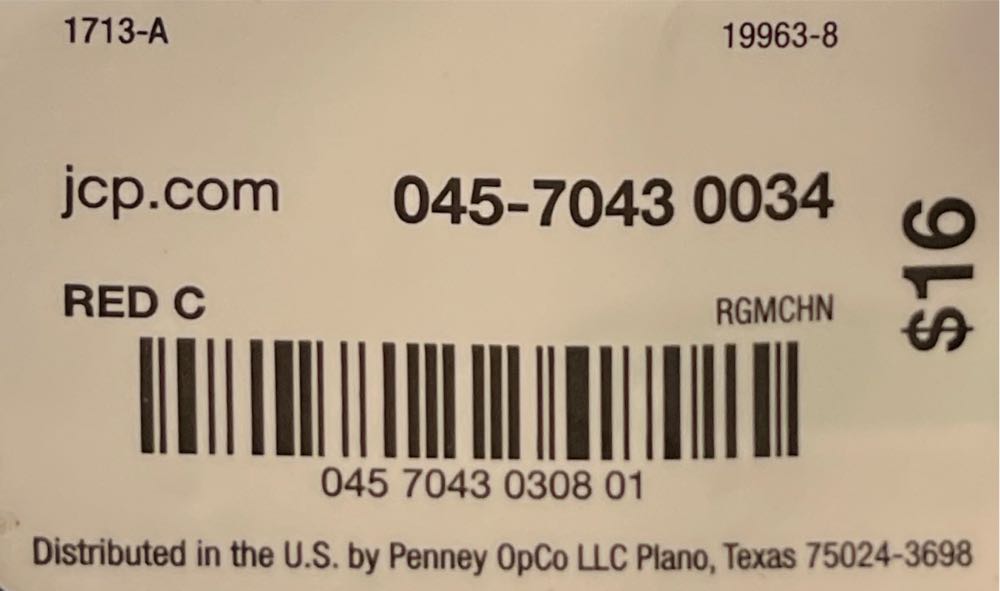 1713-A 19963-8
jcp.com 045-7043 0034
$16
RED C RGMCHN
045 7043 0308 01
Distributed in the U.S. by Penney OpCo LLC Plano, Texas 75024-3698